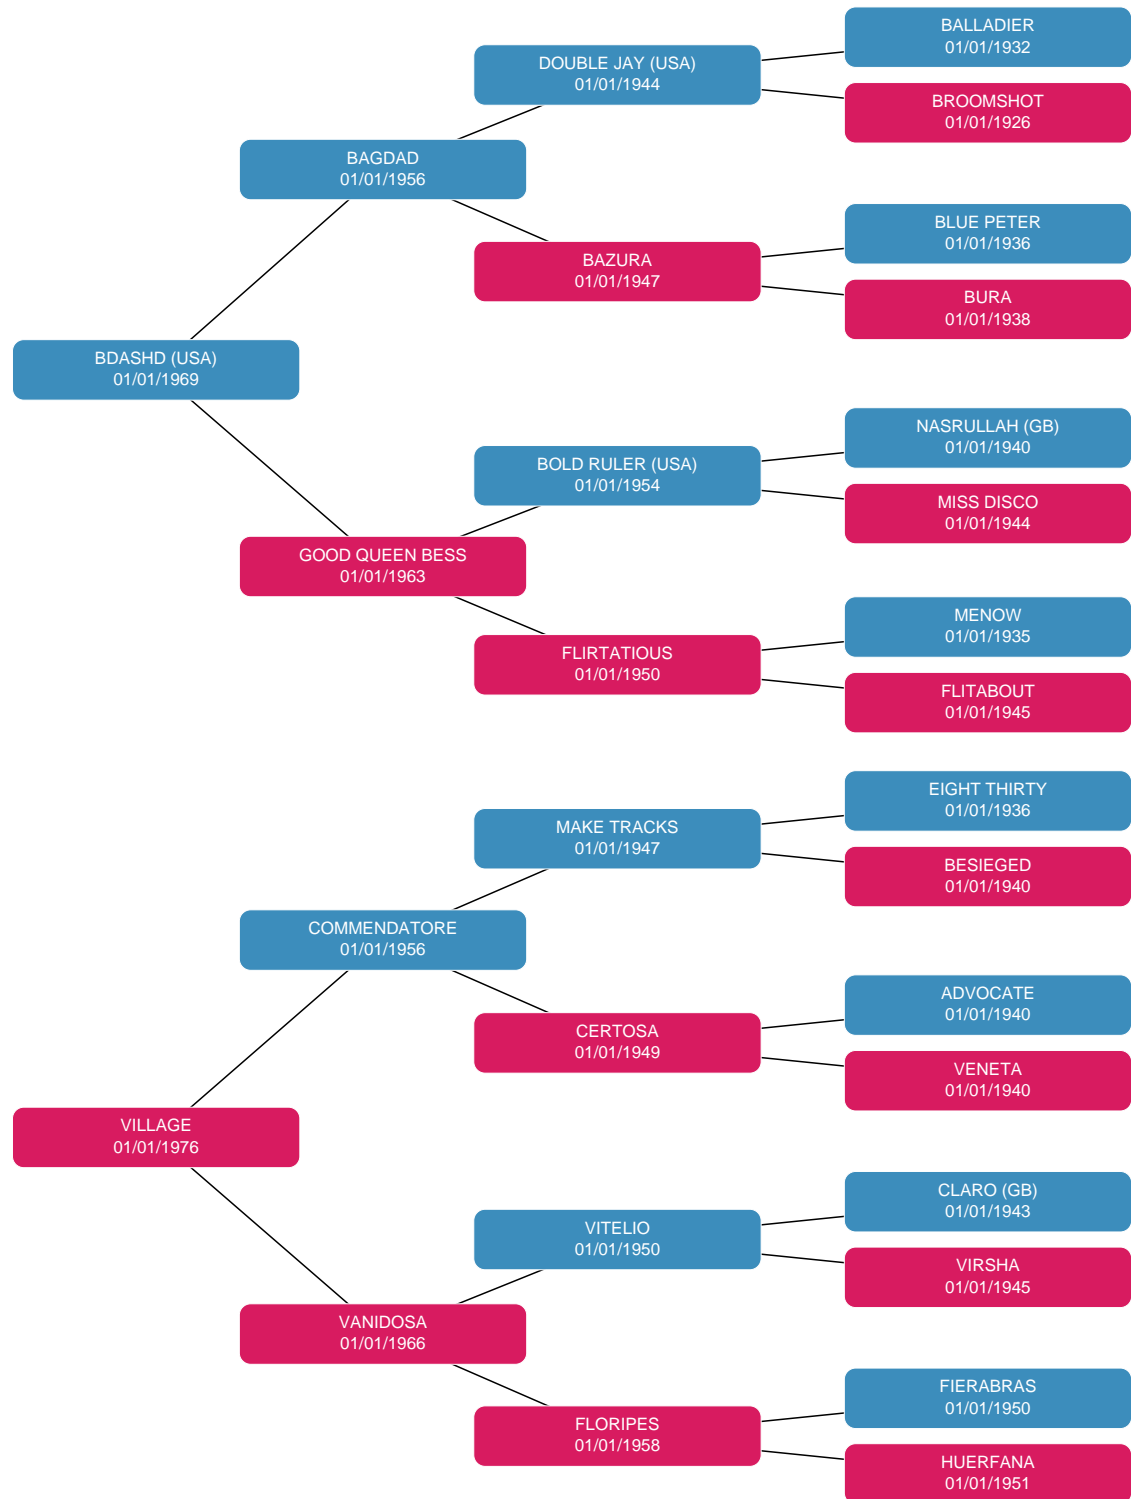 BALLADIER
01/01/1932
DOUBLE JAY (USA)
01/01/1944
BROOMSHOT
01/01/1926
BAGDAD
01/01/1956
BLUE PETER
01/01/1936
BAZURA
01/01/1947
BURA
01/01/1938
BDASHD (USA)
01/01/1969
NASRULLAH (GB)
01/01/1940
BOLD RULER (USA)
01/01/1954
MISS DISCO
01/01/1944
GOOD QUEEN BESS
01/01/1963
MENOW
01/01/1935
FLIRTATIOUS
01/01/1950
FLITABOUT
01/01/1945
EIGHT THIRTY
01/01/1936
MAKE TRACKS
01/01/1947
BESIEGED
01/01/1940
COMMENDATORE
01/01/1956
ADVOCATE
01/01/1940
CERTOSA
01/01/1949
VENETA
01/01/1940
VILLAGE
01/01/1976
CLARO (GB)
01/01/1943
VITELIO
01/01/1950
VIRSHA
01/01/1945
VANIDOSA
01/01/1966
FIERABRAS
01/01/1950
FLORIPES
01/01/1958
HUERFANA
01/01/1951